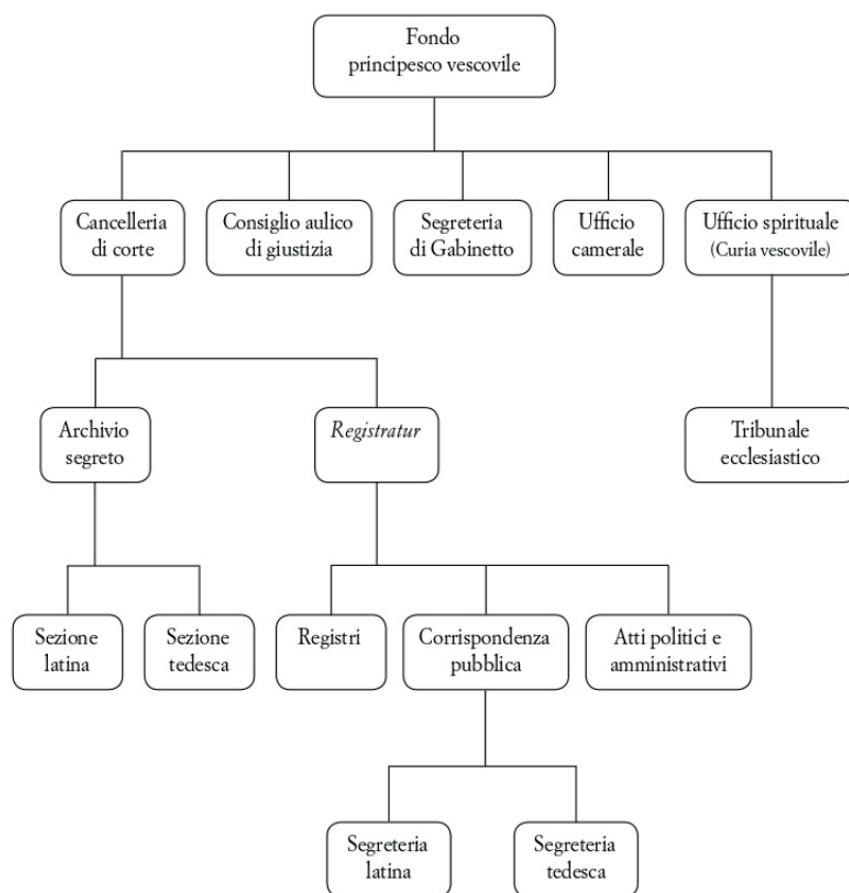 Fondo
principesco vescovile
Cancelleria
di corte
Consiglio aulico
di giustizia
Segreteria
di Gabinetto
Ufficio
camerale
Ufficio spirituale
(Curia vescovile)
Archivio
segreto
Registratur
Tribunale
ecclesiastico
Sezione
latina
Sezione
tedesca
Registri
Corrispondenza
pubblica
Atti politici e
amministrativi
Segreteria
latina
Segreteria
tedesca